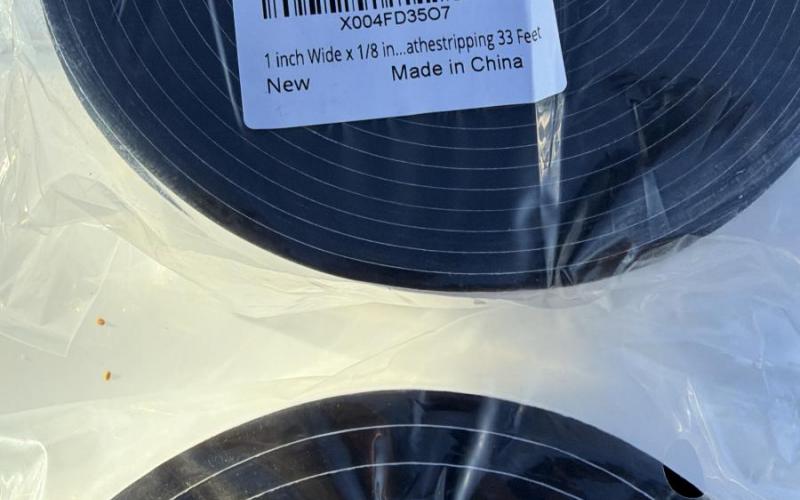 X004FD35O7
1 inch Wide x 1/8 in...athestripping 33 Feet
New
Made in China